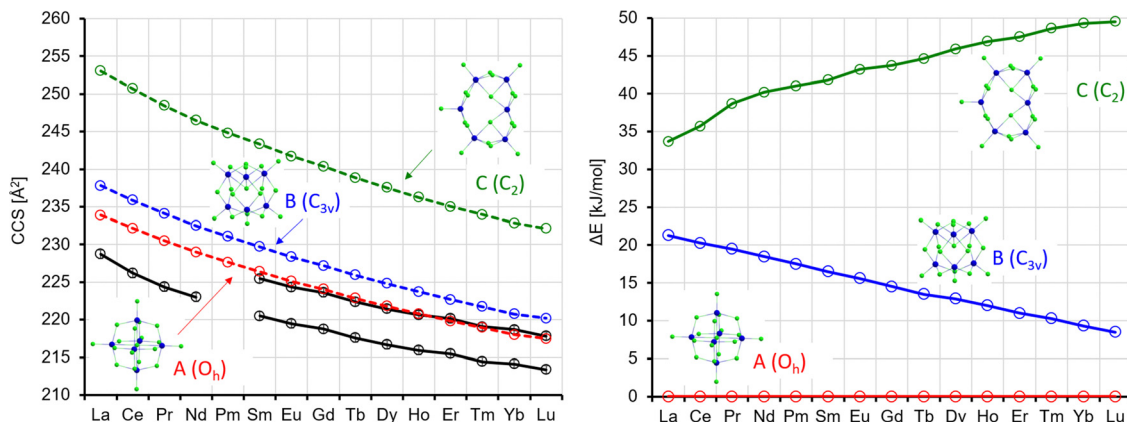 260
255
250
245
240
235
230
225
220
215
210
CCS [Å²]
C (C₂)
B (C₃ᵥ)
A (Oₕ)
La Ce Pr Nd Pm Sm Eu Gd Tb Dy Ho Er Tm Yb Lu
50
45
40
35
30
25
20
15
10
5
0
ΔE [kJ/mol]
C (C₂)
B (C₃ᵥ)
A (Oₕ)
La Ce Pr Nd Pm Sm Eu Gd Tb Dy Ho Er Tm Yb Lu